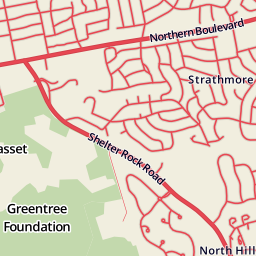 Northern Boulevard
Strathmore
Shelter Rock Road
asset
Greentree
Foundation
North Hill